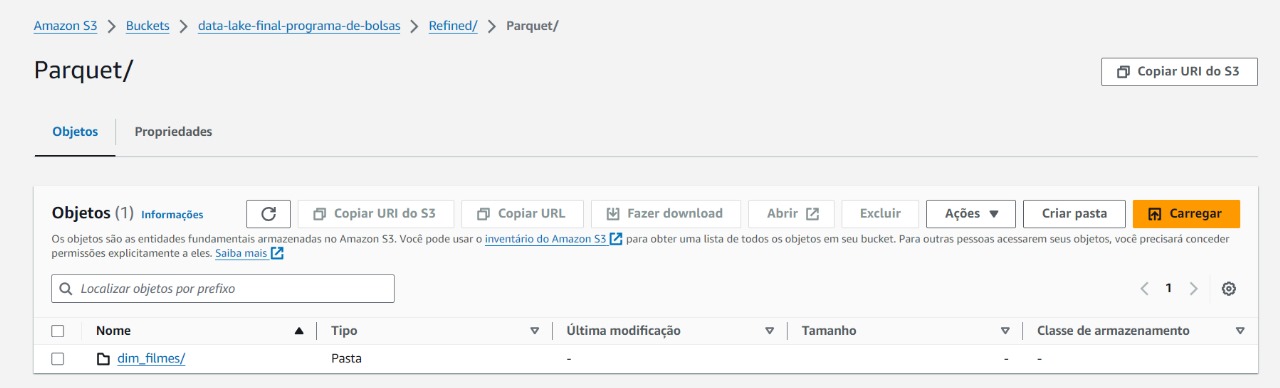 Amazon S3 > Buckets > data-lake-final-programa-de-bolsas > Refined/ > Parquet/
Parquet/
Copiar URI do S3
Objetos Propriedades
Objetos (1) Informações Copiar URI do S3 Copiar URL Fazer download Abrir Excluir Ações Criar pasta Carregar
Os objetos são as entidades fundamentais armazenadas no Amazon S3. Você pode usar o inventário do Amazon S3 para obter uma lista de todos os objetos em seu bucket. Para outras pessoas acessarem seus objetos, você precisará conceder
permissões explicitamente a eles. Saiba mais
Localizar objetos por prefixo
< 1 >
Nome Tipo Última modificação Tamanho Classe de armazenamento
dim_filmes/ Pasta - - -